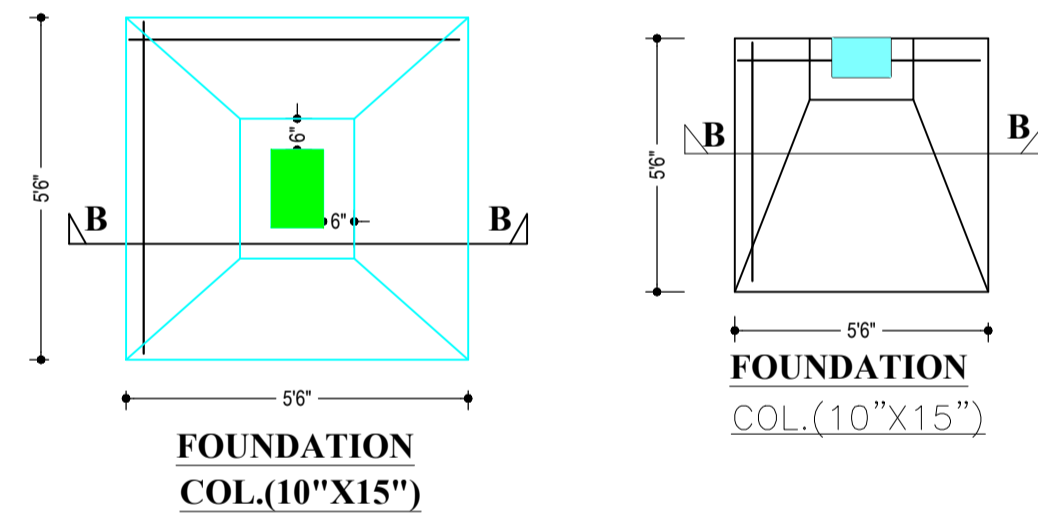 5'6"
6"
6"
B
B
5'6"
FOUNDATION
COL.(10"X15")
5'6"
B
B
5'6"
FOUNDATION
COL.(10”X15”)